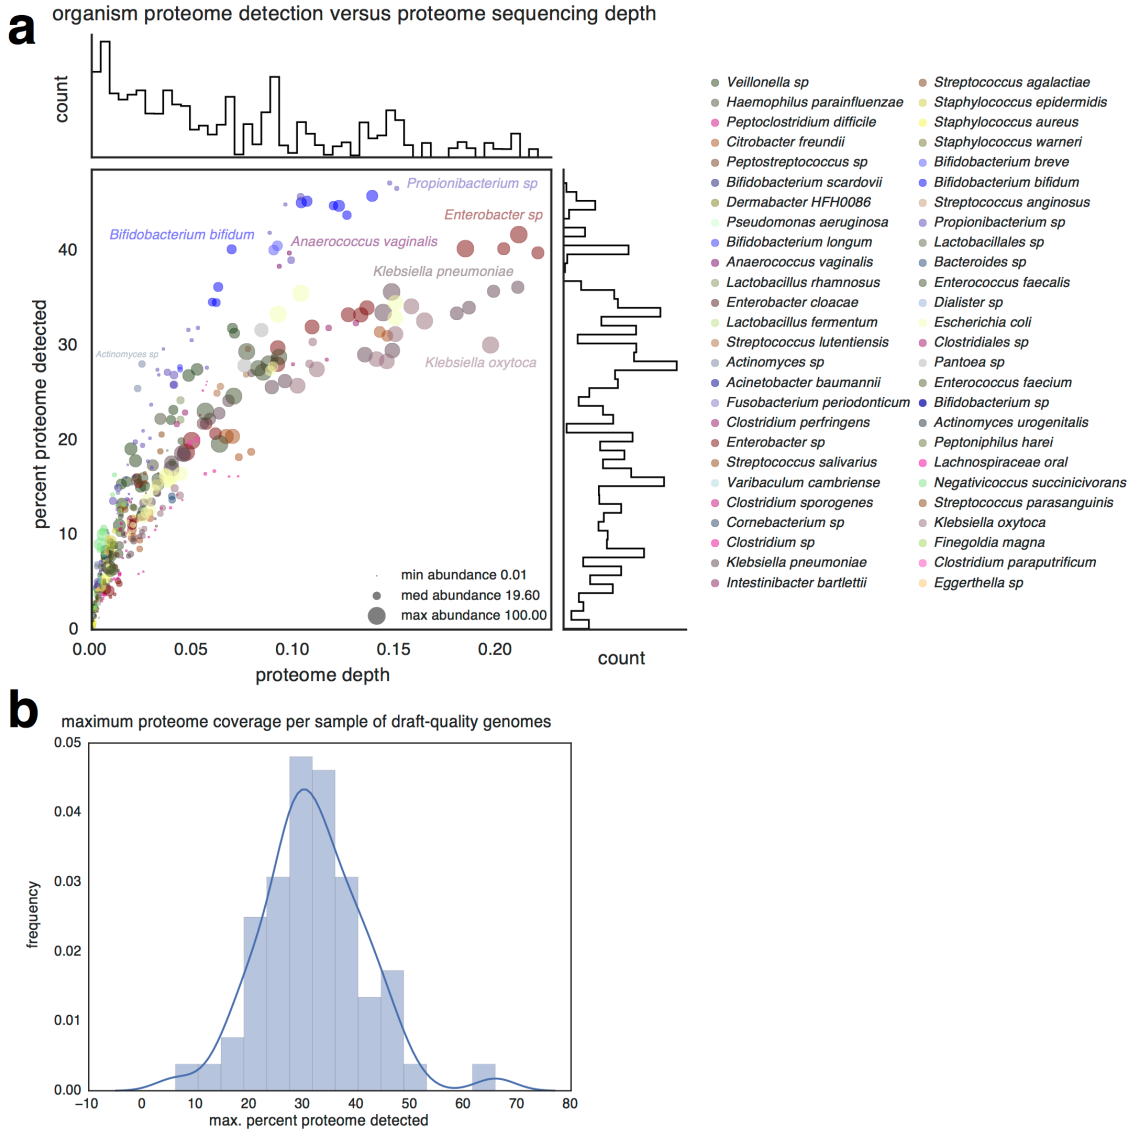 a
organism proteome detection versus proteome sequencing depth
count
Propionibacterium sp
Enterobacter sp
Bifidobacterium bifidum
Anaerococcus vaginalis
Klebsiella pneumoniae
Actinomyces sp
Klebsiella oxytoca
percent proteome detected
40
30
20
10
0
min abundance 0.01
med abundance 19.60
max abundance 100.00
0.00 0.05 0.10 0.15 0.20
proteome depth
count
Veillonella sp
Haemophilus parainfluenzae
Peptoclostridium difficile
Citrobacter freundii
Peptostreptococcus sp
Bifidobacterium scardovii
Dermabacter HFH0086
Pseudomonas aeruginosa
Bifidobacterium longum
Anaerococcus vaginalis
Lactobacillus rhamnosus
Enterobacter cloacae
Lactobacillus fermentum
Streptococcus lutensiensis
Actinomyces sp
Acinetobacter baumannii
Fusobacterium periodonticum
Clostridium perfringens
Enterobacter sp
Streptococcus salivarius
Varibaculum cambriense
Clostridium sporogenes
Cornebacterium sp
Clostridium sp
Klebsiella pneumoniae
Intestinibacter bartlettii
Streptococcus agalactiae
Staphylococcus epidermidis
Staphylococcus aureus
Staphylococcus warneri
Bifidobacterium breve
Bifidobacterium bifidum
Streptococcus anginosus
Propionibacterium sp
Lactobacillales sp
Bacteroides sp
Enterococcus faecalis
Dialister sp
Escherichia coli
Clostridiales sp
Pantoea sp
Enterococcus faecium
Bifidobacterium sp
Actinomyces urogenitalis
Peptoniphilus harei
Lachnospiraceae oral
Negativicoccus succinicivorans
Streptococcus parasanguinis
Klebsiella oxytoca
Finegoldia magna
Clostridium paraputrificum
Eggerthella sp
b
maximum proteome coverage per sample of draft-quality genomes
frequency
0.05
0.04
0.03
0.02
0.01
0.00
−10 0 10 20 30 40 50 60 70 80
max. percent proteome detected